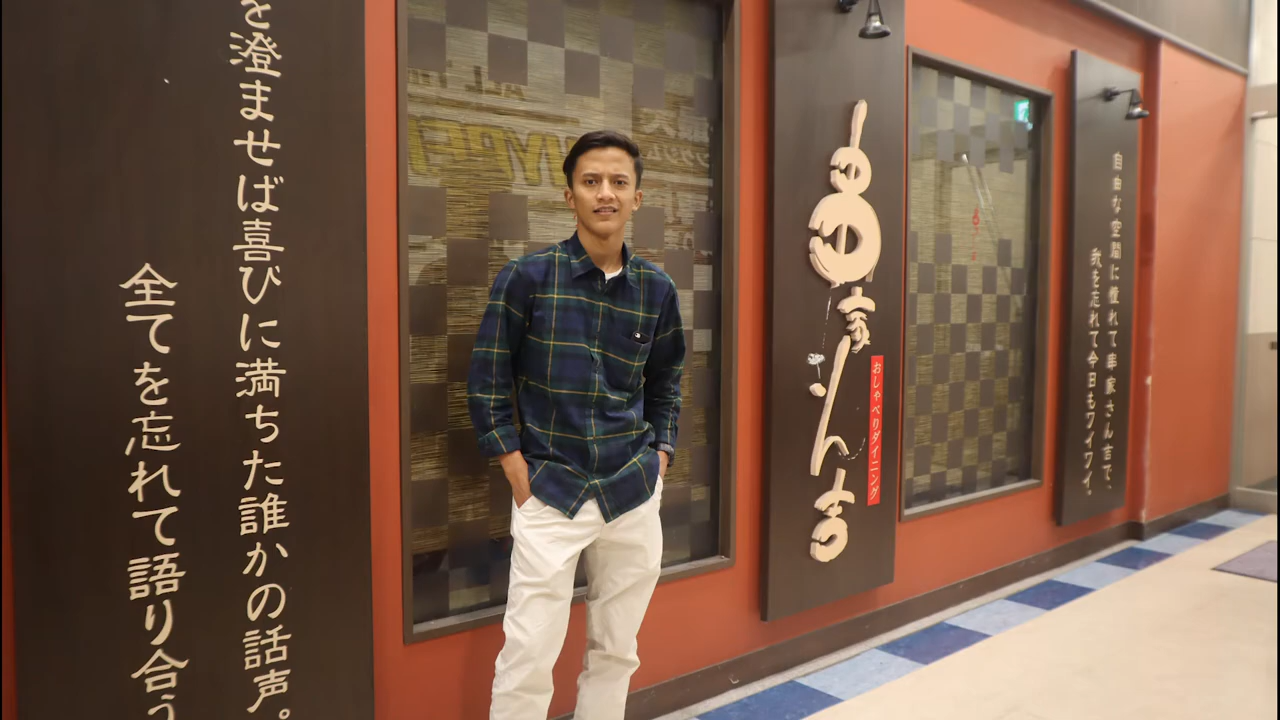 を澄ませば喜びに満ちた誰かの話声。
全てを忘れて語り合う
串家さん吉
おしゃべりダイニング
自由な空間に憧れて串家さん吉で、
我を忘れて今日もワイワイ。